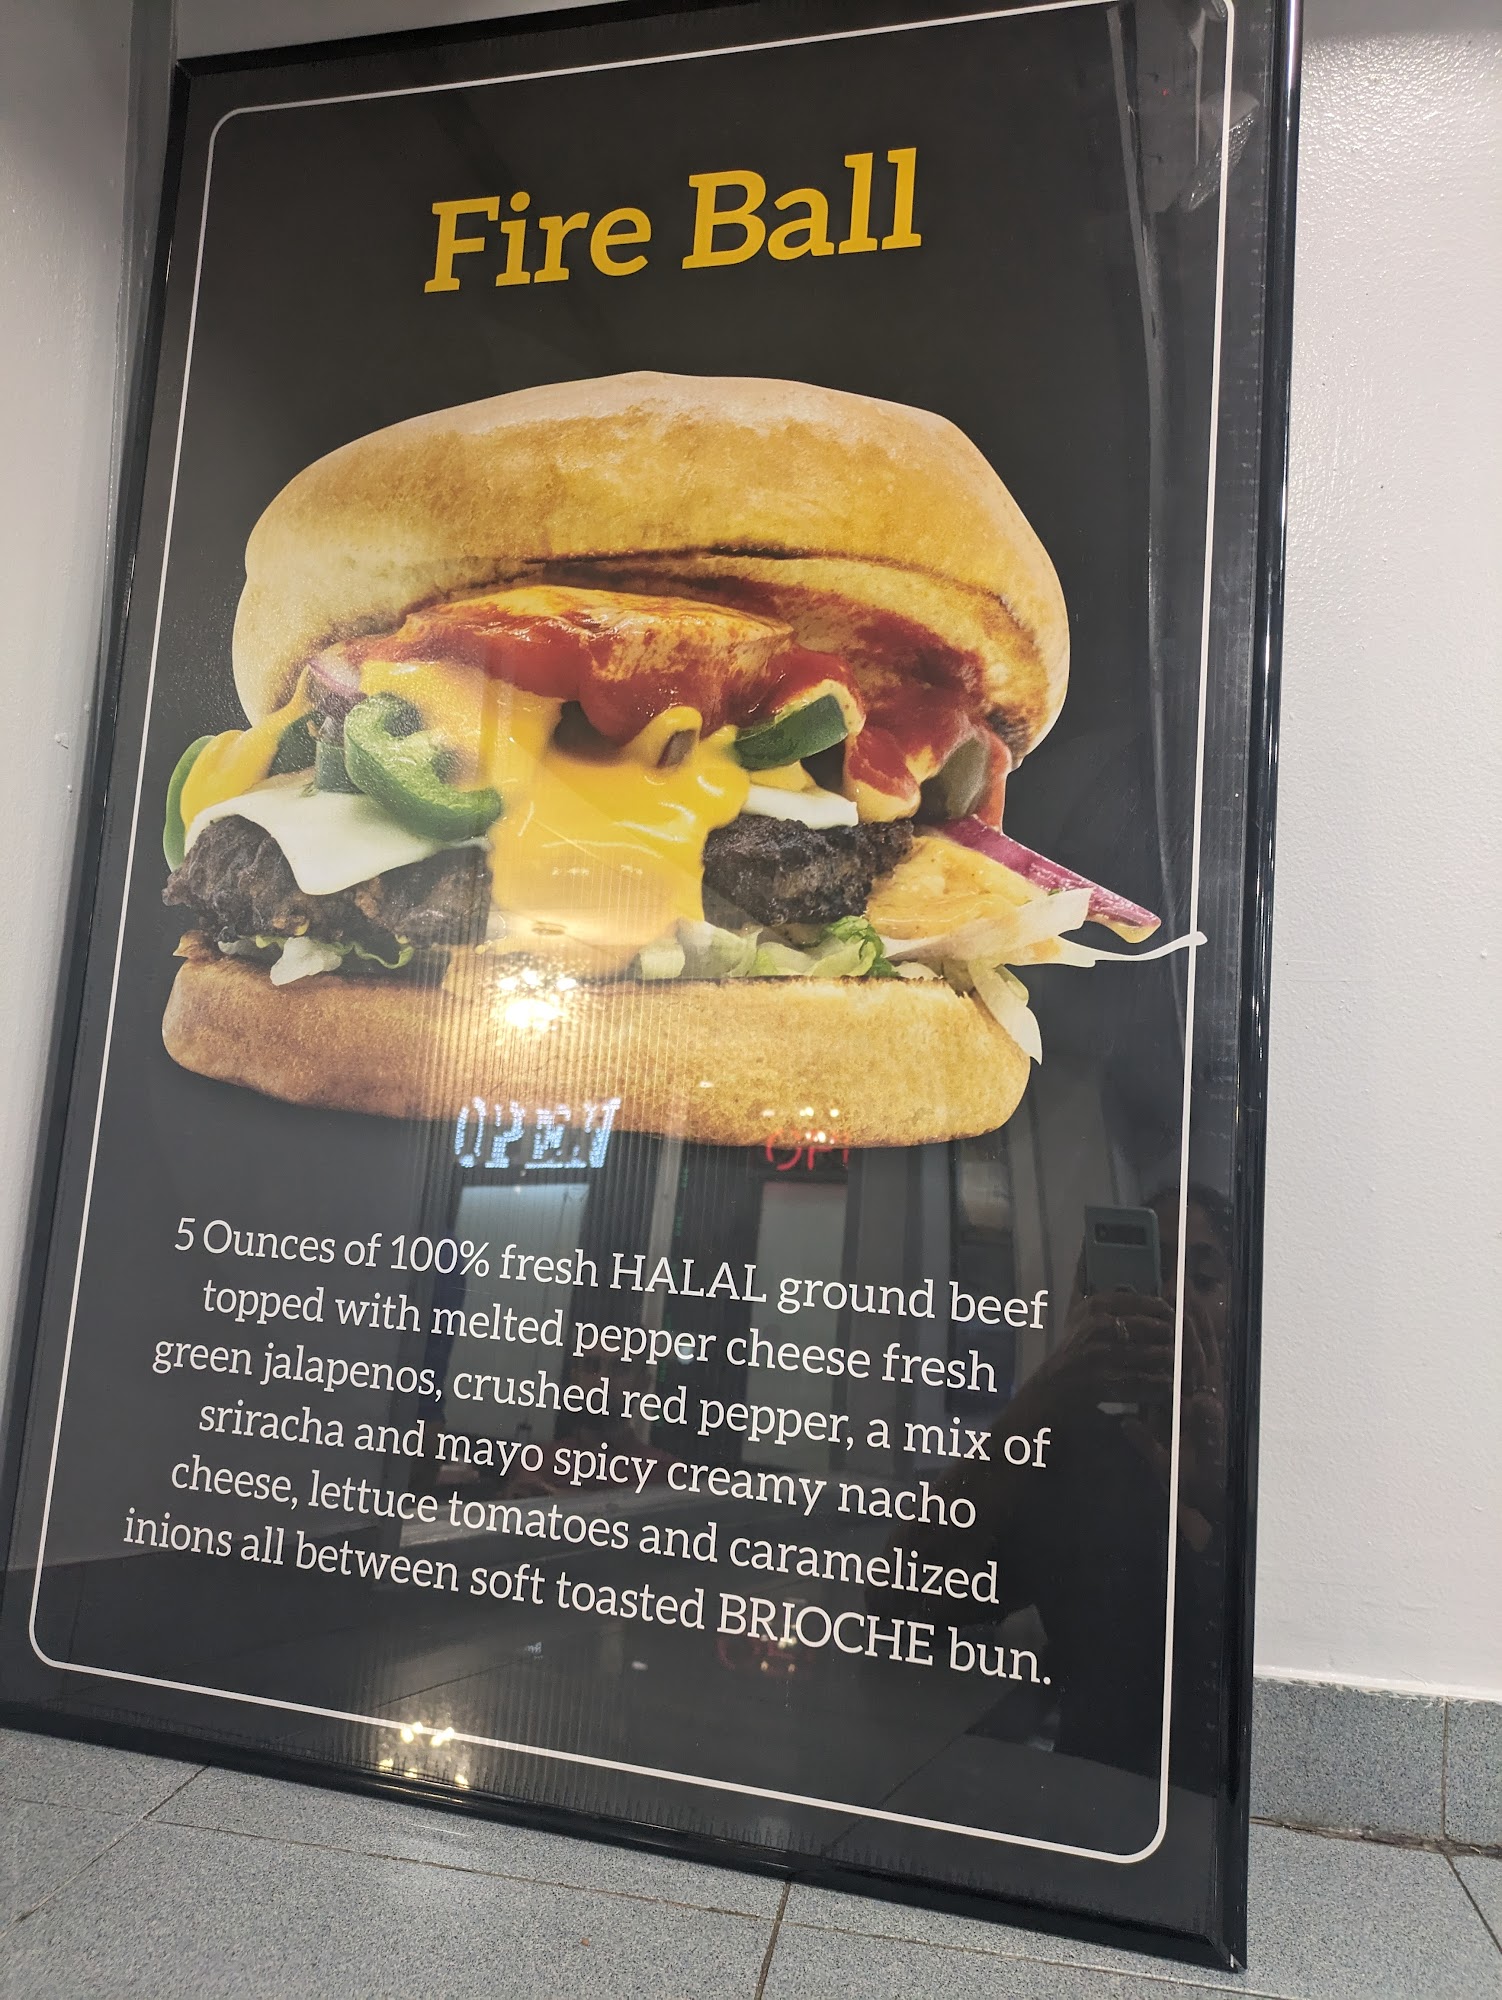 Fire Ball
OPEN
5 Ounces of 100% fresh HALAL ground beef
topped with melted pepper cheese fresh
green jalapenos, crushed red pepper, a mix of
sriracha and mayo spicy creamy nacho
cheese, lettuce tomatoes and caramelized
inions all between soft toasted BRIOCHE bun.